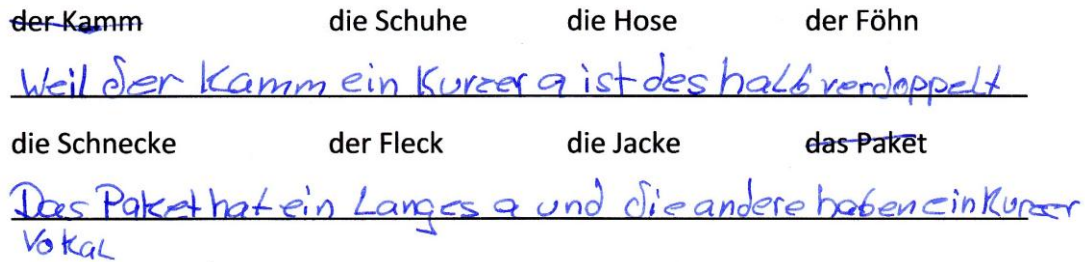 der Kamm die Schuhe die Hose der Föhn
Weil der Kamm ein Kurzer a ist des halb verdoppelt
die Schnecke der Fleck die Jacke das Paket
Das Paket hat ein Langes a und die andere haben ein Kurzer
Vokal